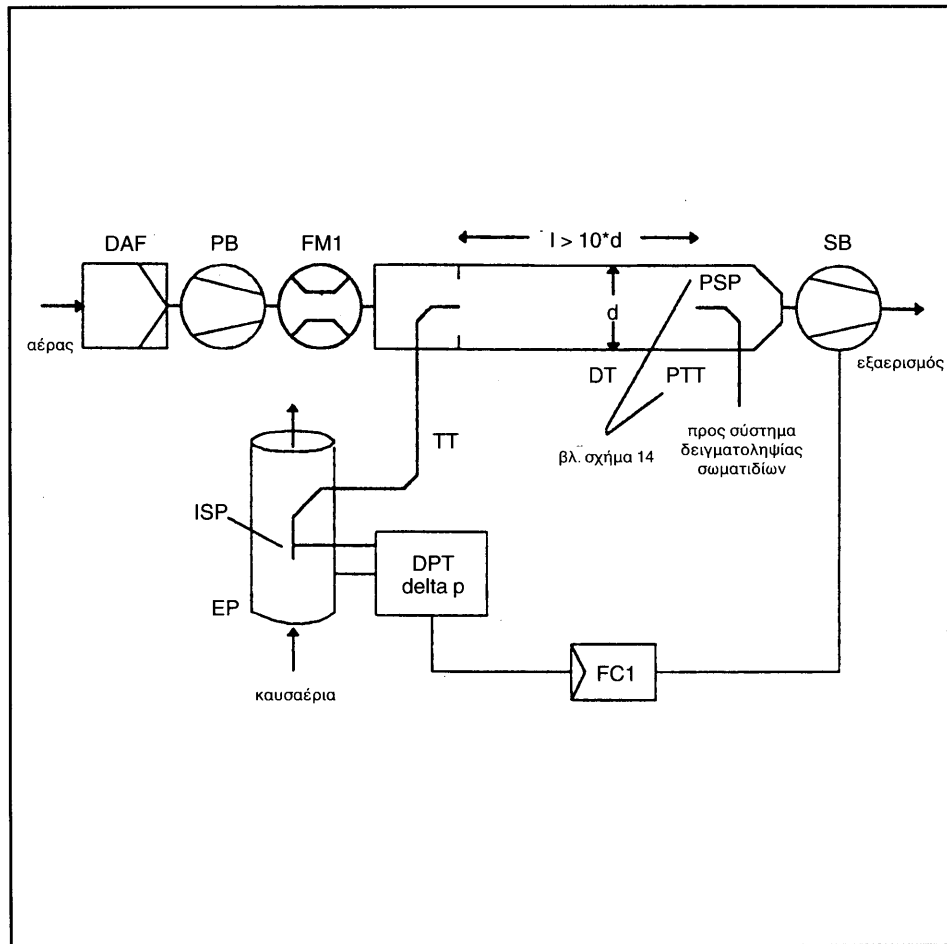 l > 10*d
DAF
PB
FM1
SB
PSP
d
αέρας
εξαερισμός
DT
PTT
TT
βλ. σχήμα 14
προς σύστημα
δειγματοληψίας
σωματιδίων
ISP
DPT
delta p
EP
FC1
καυσαέρια